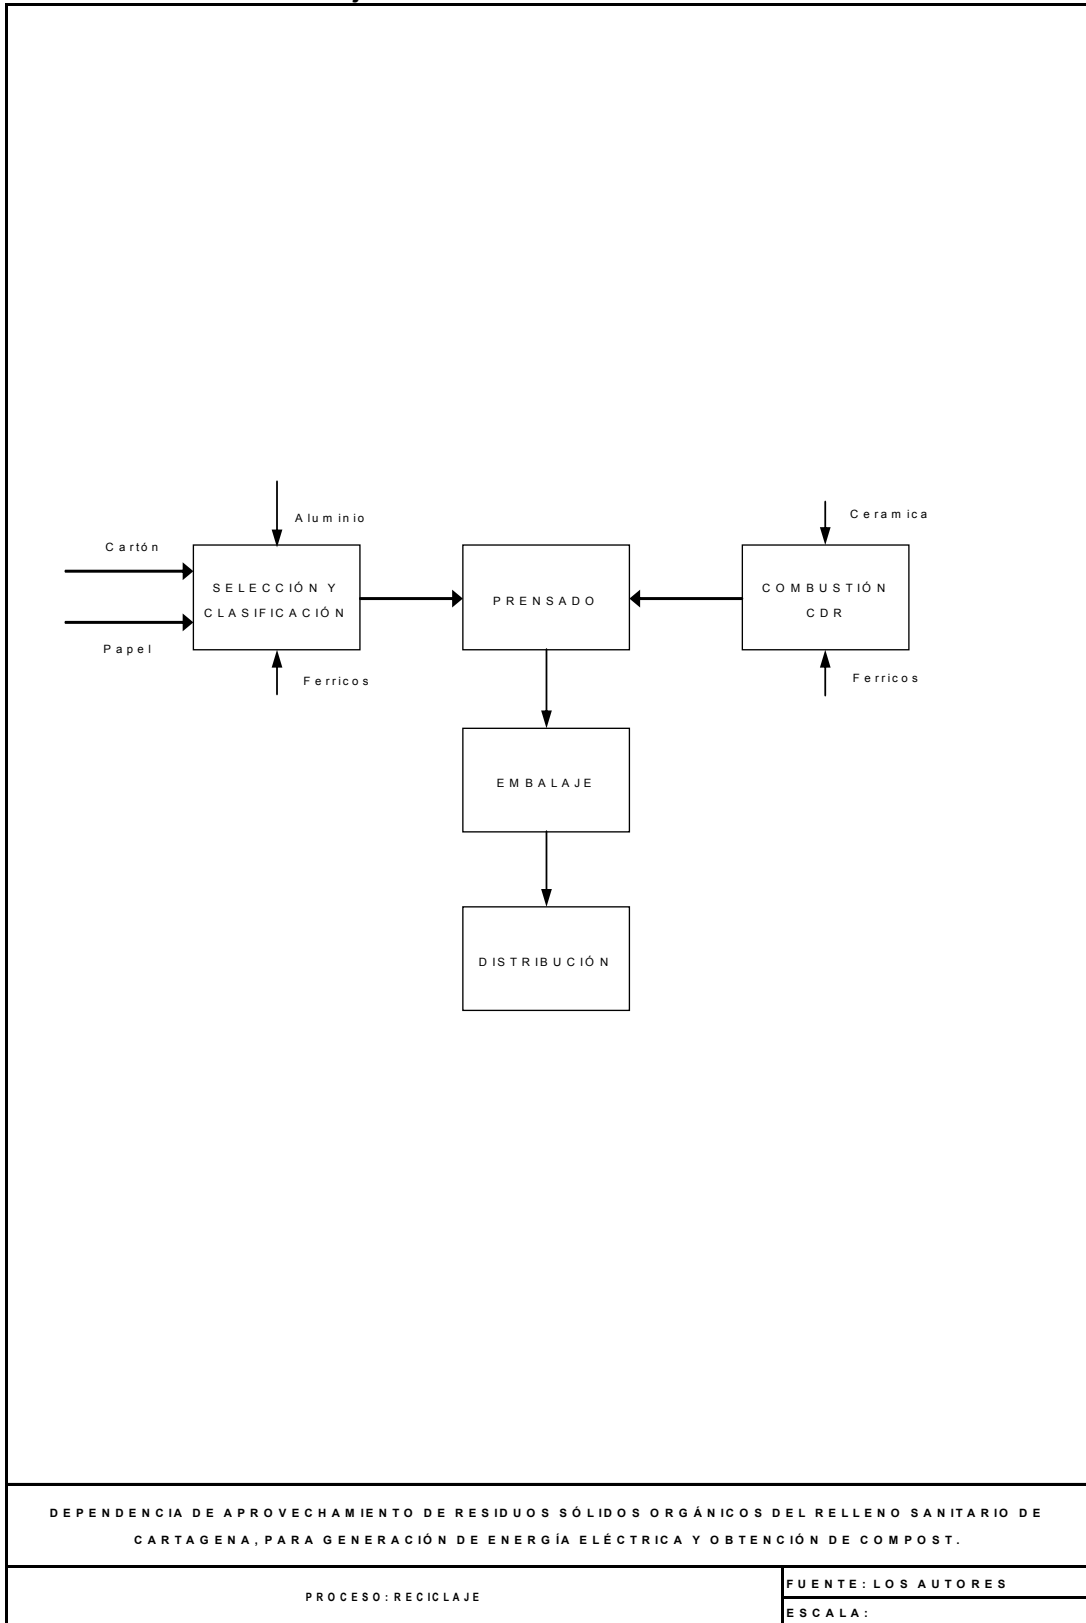 Aluminio
Ceramica
Cartón
SELECCIÓN Y
CLASIFICACIÓN
PRENSADO
COMBUSTIÓN
CDR
Papel
Ferricos
Ferricos
EMBALAJE
DISTRIBUCIÓN
DEPENDENCIA DE APROVECHAMIENTO DE RESIDUOS SÓLIDOS ORGÁNICOS DEL RELLENO SANITARIO DE
CARTAGENA, PARA GENERACIÓN DE ENERGÍA ELÉCTRICA Y OBTENCIÓN DE COMPOST.
PROCESO: RECICLAJE
FUENTE: LOS AUTORES
ESCALA: